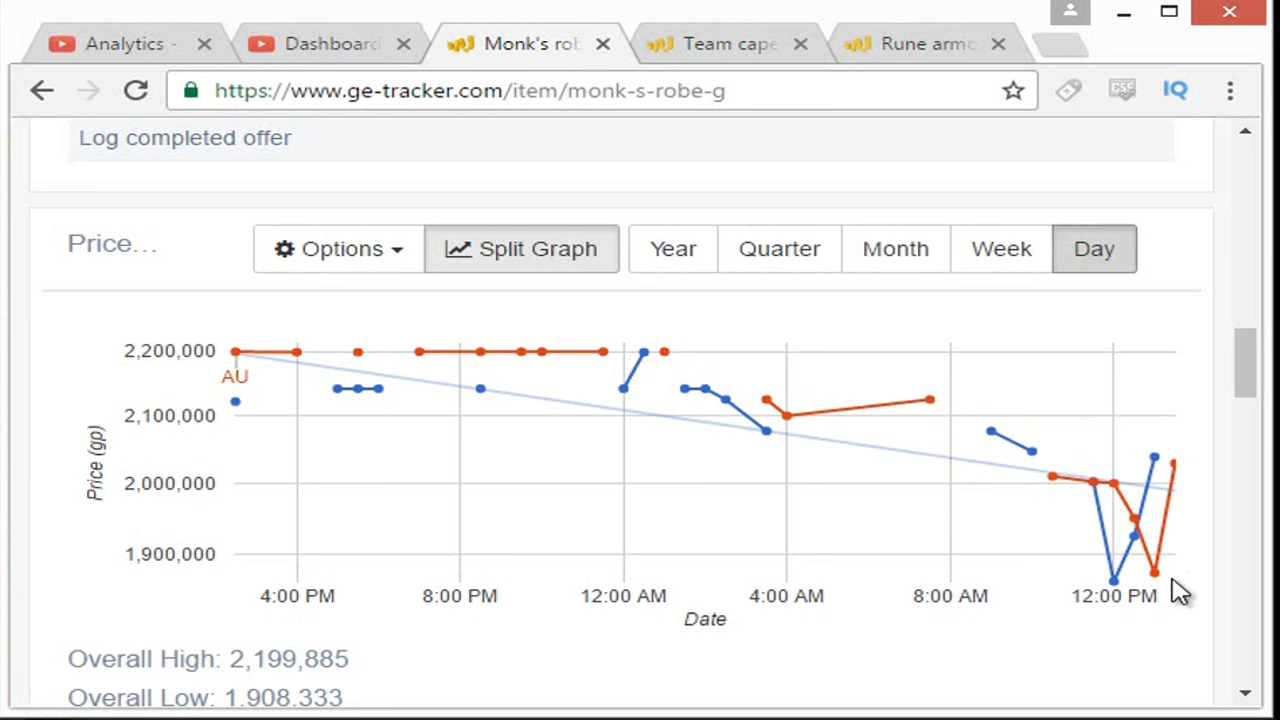 Analytics -
Dashboard
Monk's rob
Team cape
Rune armo
https://www.ge-tracker.com/item/monk-s-robe-g
CSC
IQ
Log completed offer
Price...
Options
Split Graph
Year
Quarter
Month
Week
Day
2,200,000
AU
2,100,000
2,000,000
1,900,000
Price (gp)
4:00 PM
8:00 PM
12:00 AM
4:00 AM
8:00 AM
12:00 PM
Date
Overall High: 2,199,885
Overall Low: 1,908,333